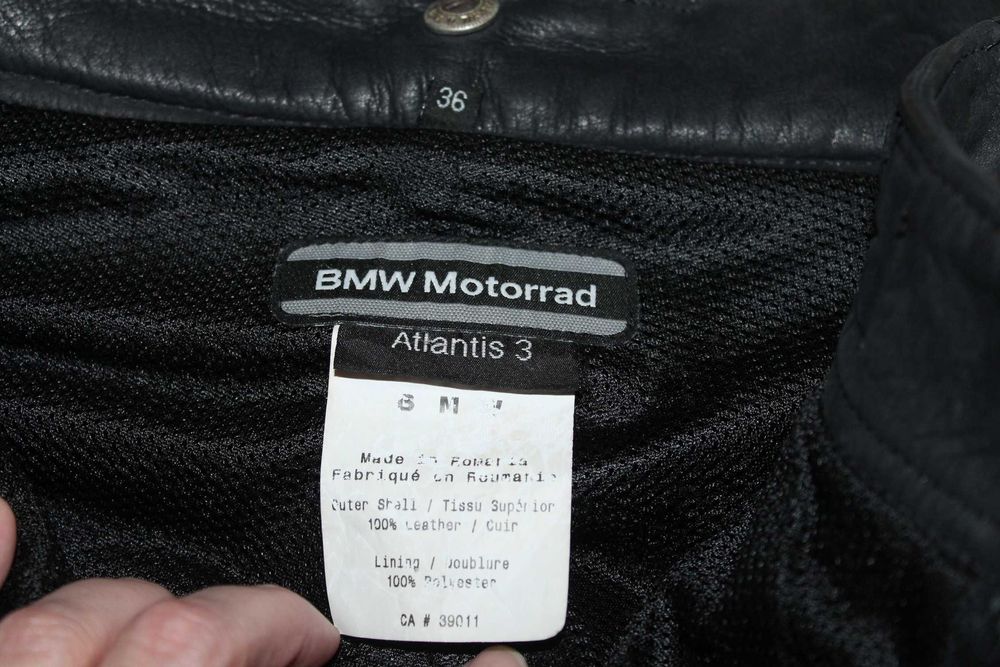 36
BMW Motorrad
Atlantis 3
B M W
Made in Romania
Fabriqué en Roumanie
Outer Shell / Tissu Supérior
100% Leather / Cuir
Lining / Doublure
100% Polyester
CA # 39011